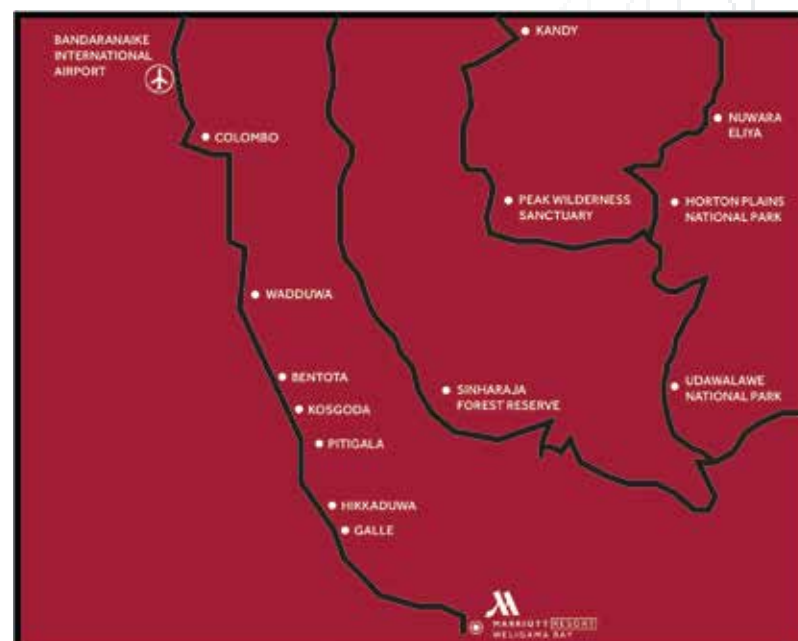 BANDARANAIKE
INTERNATIONAL
AIRPORT
KANDY
COLOMBO
NUWARA
ELIYA
PEAK WILDERNESS
SANCTUARY
HORTON PLAINS
NATIONAL PARK
WADDUWA
BENTOTA
KOSGODA
PITIGALA
SINHARAJA
FOREST RESERVE
UDAWALAWE
NATIONAL PARK
HIKKADUWA
GALLE
MARRIOTT RESORT
WELIGAMA BAY